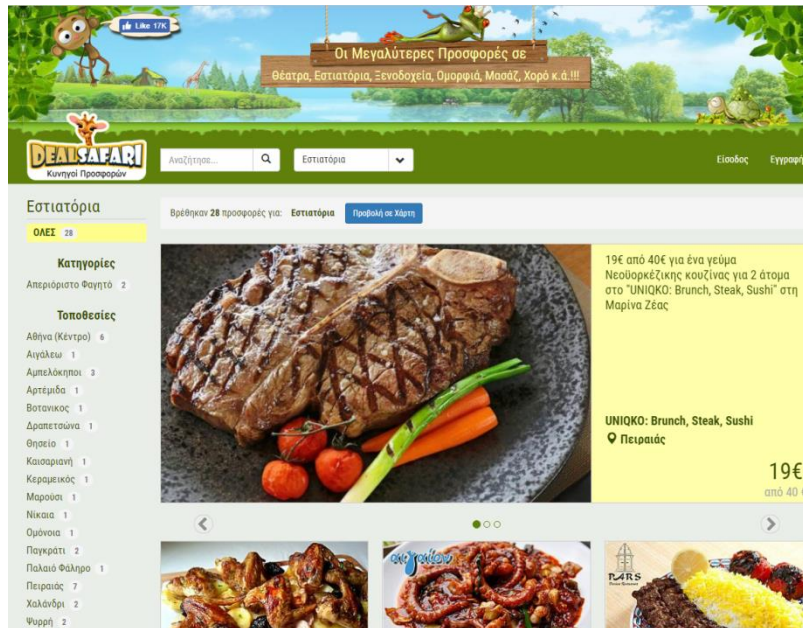 Like 17K
Οι Μεγαλύτερες Προσφορές σε
Θέατρα, Εστιατόρια, Ξενοδοχεία, Ομορφιά, Μασάζ, Χορό κ.ά.!!!
DEALSAFARI
Κυνηγοί Προσφορών
Αναζήτησε...
Εστιατόρια
Είσοδος
Εγγραφή
Εστιατόρια
ΟΛΕΣ 28
Κατηγορίες
Απεριόριστο Φαγητό 2
Τοποθεσίες
Αθήνα (Κέντρο) 6
Αιγάλεω 1
Αμπελόκηποι 3
Αρτέμιδα 1
Βοτανικος 1
Δραπετσώνα 1
Θησείο 1
Καισαριανή 1
Κεραμεικός 1
Μαρούσι 1
Νίκαια 1
Ομόνοια 1
Παγκράτι 2
Παλαιό Φάληρο 1
Πειραιάς 7
Χαλάνδρι 2
Ψυρρή 2
Βρέθηκαν 28 προσφορές για: Εστιατόρια
Προβολή σε Χάρτη
19€ από 40€ για ένα γεύμα
Νεοϋορκέζικης κουζίνας για 2 άτομα
στο "UNIQKO: Brunch, Steak, Sushi" στη
Μαρίνα Ζέας
UNIQKO: Brunch, Steak, Sushi
Πειραιάς
19€
από 40 €
PARS